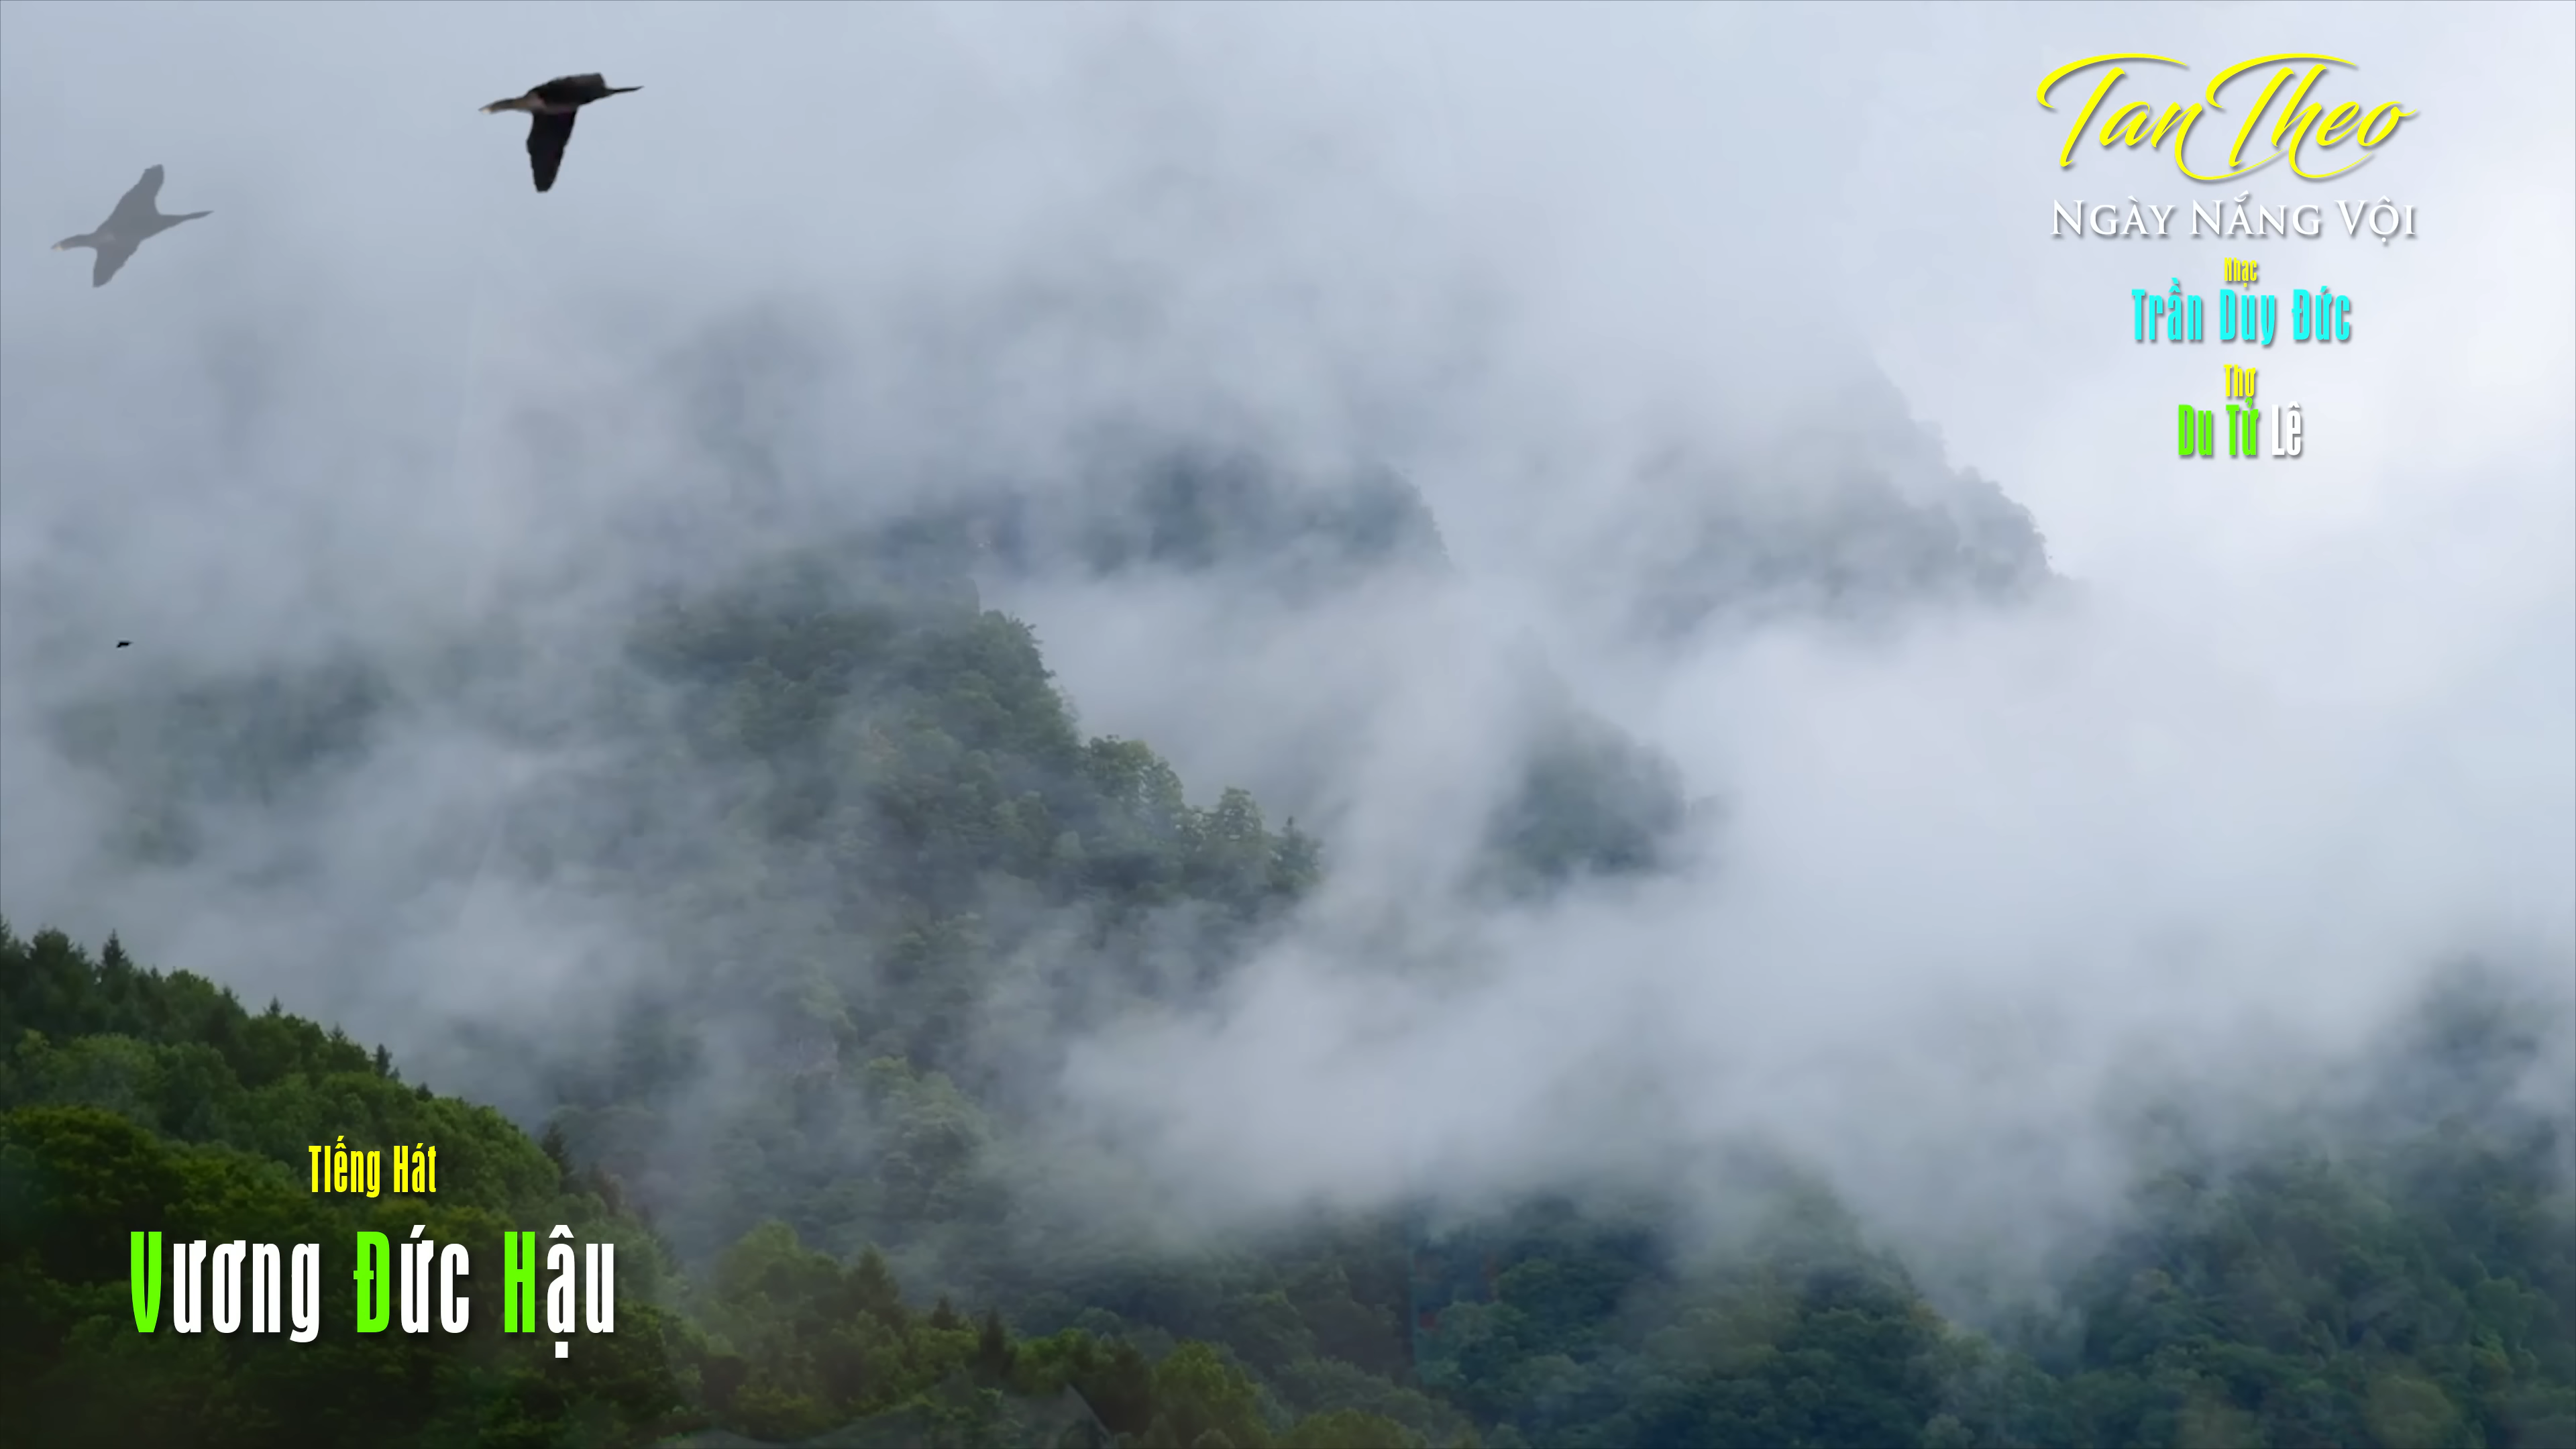 Tan Theo
NGÀY NẮNG VỘI
Nhạc
Trần Duy Đức
Thơ
Du Tử Lê
TIếng Hát
Vương Đức Hậu